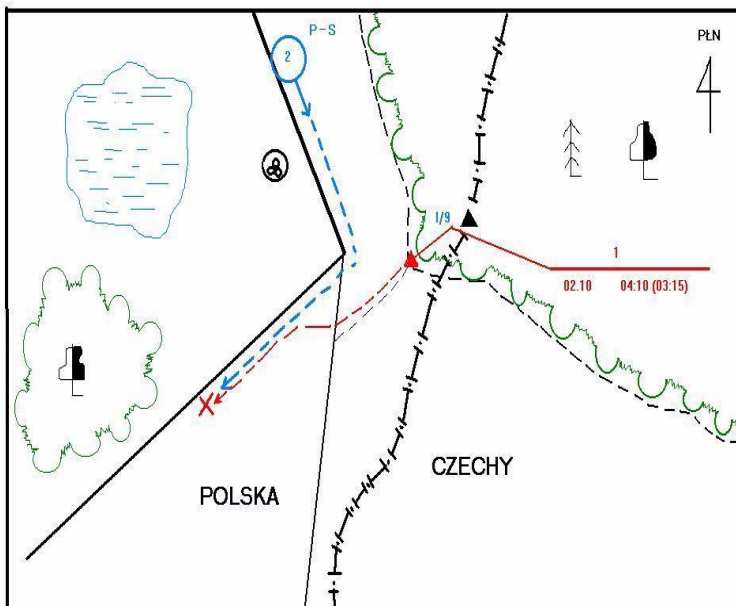 P-S
PŁN
2
I/9
1
02.10 04:10 (03:15)
CZECHY
POLSKA